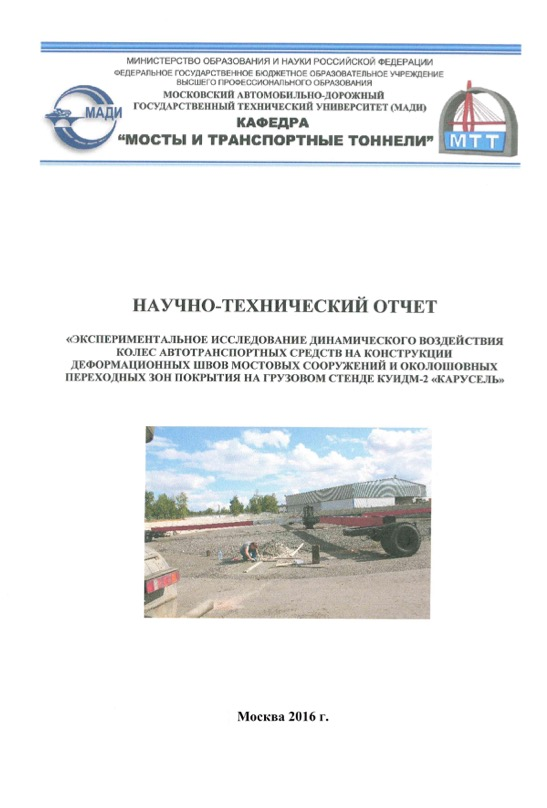 МИНИСТЕРСТВО ОБРАЗОВАНИЯ И НАУКИ РОССИЙСКОЙ ФЕДЕРАЦИИ
ФЕДЕРАЛЬНОЕ ГОСУДАРСТВЕННОЕ БЮДЖЕТНОЕ ОБРАЗОВАТЕЛЬНОЕ УЧРЕЖДЕНИЕ
ВЫСШЕГО ПРОФЕССИОНАЛЬНОГО ОБРАЗОВАНИЯ
МОСКОВСКИЙ АВТОМОБИЛЬНО-ДОРОЖНЫЙ
ГОСУДАРСТВЕННЫЙ ТЕХНИЧЕСКИЙ УНИВЕРСИТЕТ (МАДИ)
КАФЕДРА
“МОСТЫ И ТРАНСПОРТНЫЕ ТОННЕЛИ”
МАДИ
МТТ
НАУЧНО-ТЕХНИЧЕСКИЙ ОТЧЕТ
«ЭКСПЕРИМЕНТАЛЬНОЕ ИССЛЕДОВАНИЕ ДИНАМИЧЕСКОГО ВОЗДЕЙСТВИЯ
КОЛЕС АВТОТРАНСПОРТНЫХ СРЕДСТВ НА КОНСТРУКЦИИ
ДЕФОРМАЦИОННЫХ ШВОВ МОСТОВЫХ СООРУЖЕНИЙ И ОКОЛОШОВНЫХ
ПЕРЕХОДНЫХ ЗОН ПОКРЫТИЯ НА ГРУЗОВОМ СТЕНДЕ КУИДМ-2 «КАРУСЕЛЬ»
Москва 2016 г.